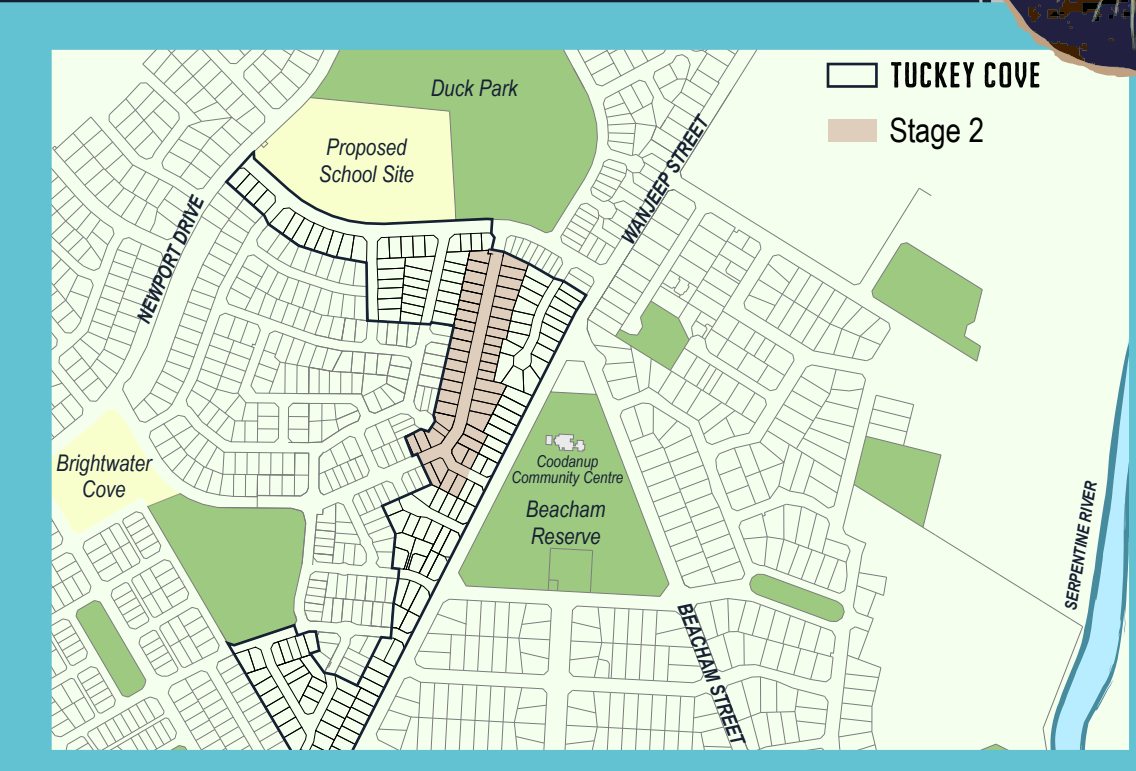 TUCKEY COVE
Stage 2
Duck Park
Proposed
School Site
WANJEEP STREET
NEWPORT DRIVE
Brightwater
Cove
Coodanup
Community Centre
Beacham
Reserve
SERPENTINE RIVER
BEACHAM STREET